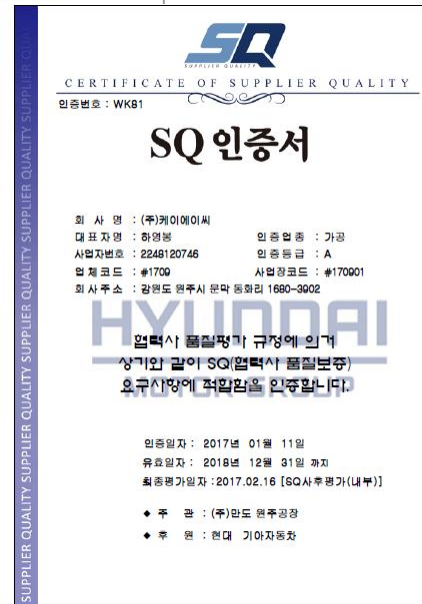 SQ
SUPPLIER QUALITY
CERTIFICATE OF SUPPLIER QUALITY
인증번호 : WK81
SQ 인증서
회 사 명 : (주)케이에이씨
대표자명 : 하영봉 인증업종 : 가공
사업자번호 : 2248120746 인증등급 : A
업체코드 : #1709 사업장코드 : #170901
회사주소 : 강원도 원주시 문막 동화리 1680-3902
HYUNDAI
MOTOR GROUP
협력사 품질평가 규정에 의거
상기와 같이 SQ(협력사 품질보증)
요구사항에 적합함을 인증합니다.
인증일자 : 2017년 01월 11일
유효일자 : 2018년 12월 31일 까지
최종평가일자 : 2017.02.16 [SQ사후평가(내부)]
◆ 주 관 : (주)만도 원주공장
◆ 후 원 : 현대 기아자동차
SUPPLIER QUALITY SUPPLIER QUALITY SUPPLIER QUALITY SUPPLIER QUALITY SUPPLIER QUALITY